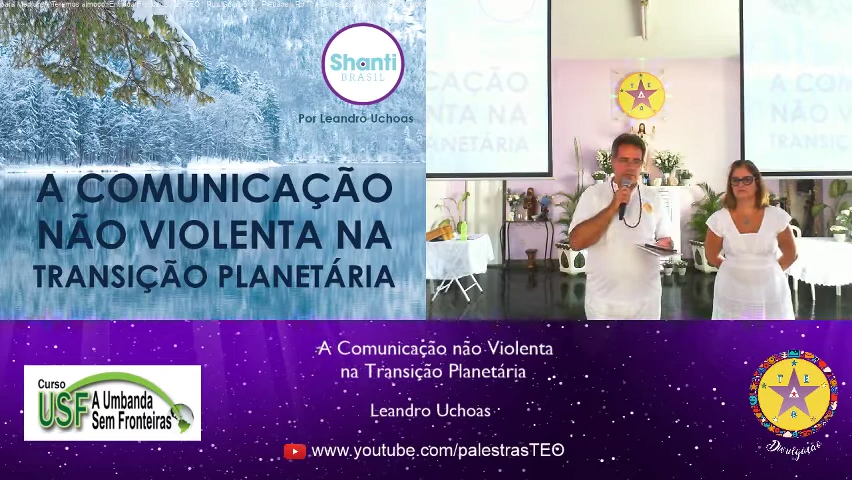 Shanti
BRASIL
Por Leandro Uchoas
A COMUNICAÇÃO
NÃO VIOLENTA NA
TRANSIÇÃO PLANETÁRIA
A Comunicação não Violenta
na Transição Planetária
Leandro Uchoas
www.youtube.com/palestrasTEO
Curso
USF A Umbanda
Sem Fronteiras
T E
Divulgação